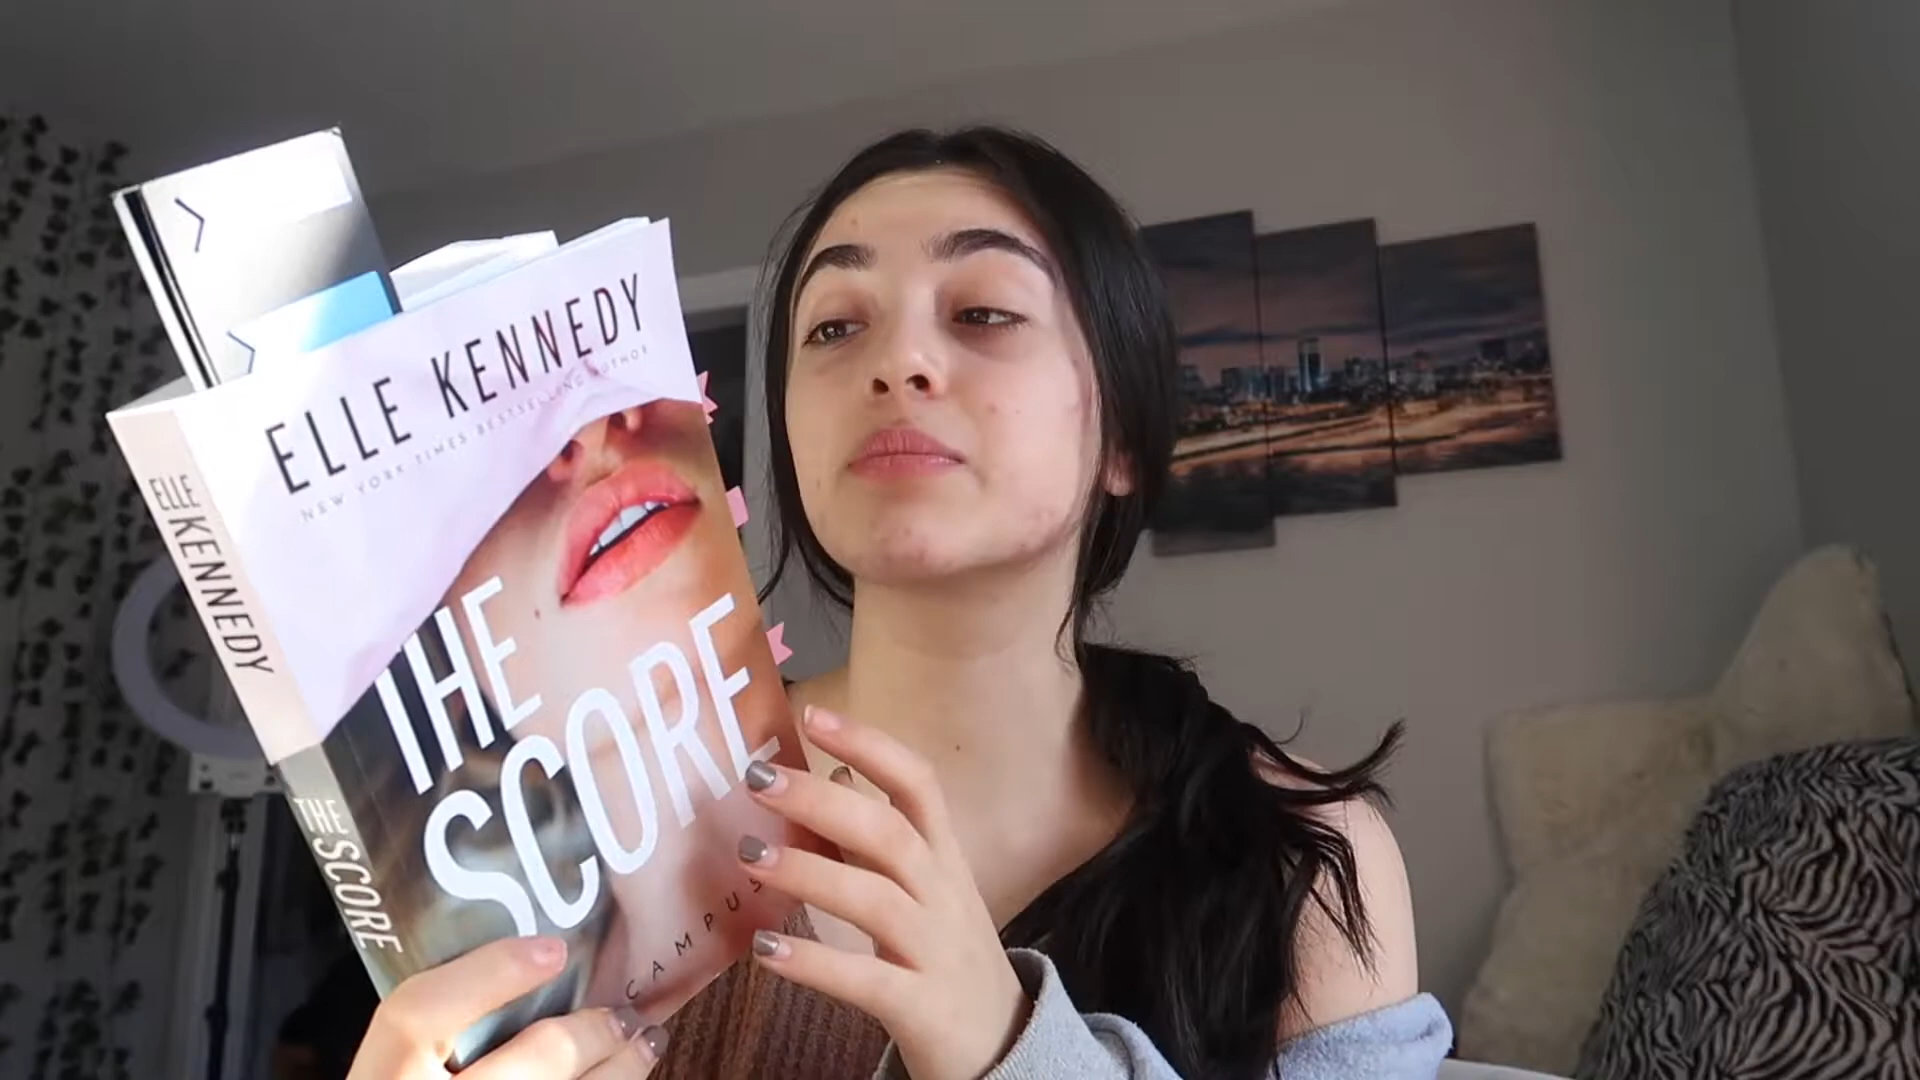 ELLE KENNEDY
NEW YORK TIMES BESTSELLING AUTHOR
THE
SCORE
CAMPUS
ELLE
KENNEDY
THE
SCORE